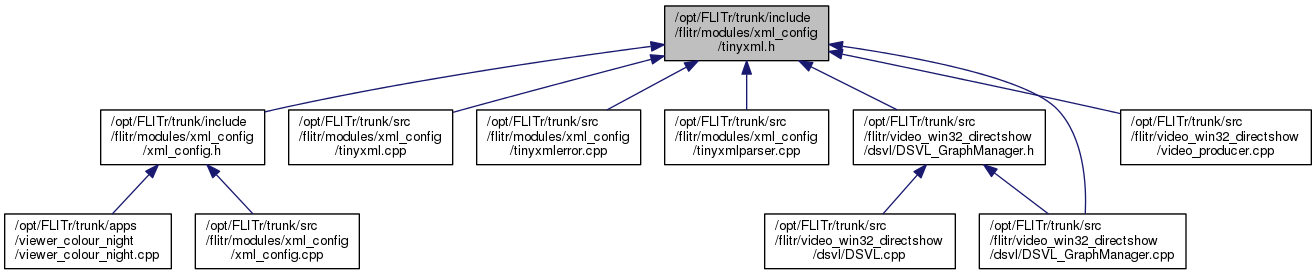 /opt/FLITr/trunk/include
/flitr/modules/xml_config
/tinyxml.h
/opt/FLITr/trunk/include
/flitr/modules/xml_config
/xml_config.h
/opt/FLITr/trunk/src
/flitr/modules/xml_config
/tinyxml.cpp
/opt/FLITr/trunk/src
/flitr/modules/xml_config
/tinyxmlerror.cpp
/opt/FLITr/trunk/src
/flitr/modules/xml_config
/tinyxmlparser.cpp
/opt/FLITr/trunk/src
/flitr/video_win32_directshow
/dsvl/DSVL_GraphManager.h
/opt/FLITr/trunk/src
/flitr/video_win32_directshow
/video_producer.cpp
/opt/FLITr/trunk/apps
/viewer_colour_night
/viewer_colour_night.cpp
/opt/FLITr/trunk/src
/flitr/modules/xml_config
/xml_config.cpp
/opt/FLITr/trunk/src
/flitr/video_win32_directshow
/dsvl/DSVL.cpp
/opt/FLITr/trunk/src
/flitr/video_win32_directshow
/dsvl/DSVL_GraphManager.cpp